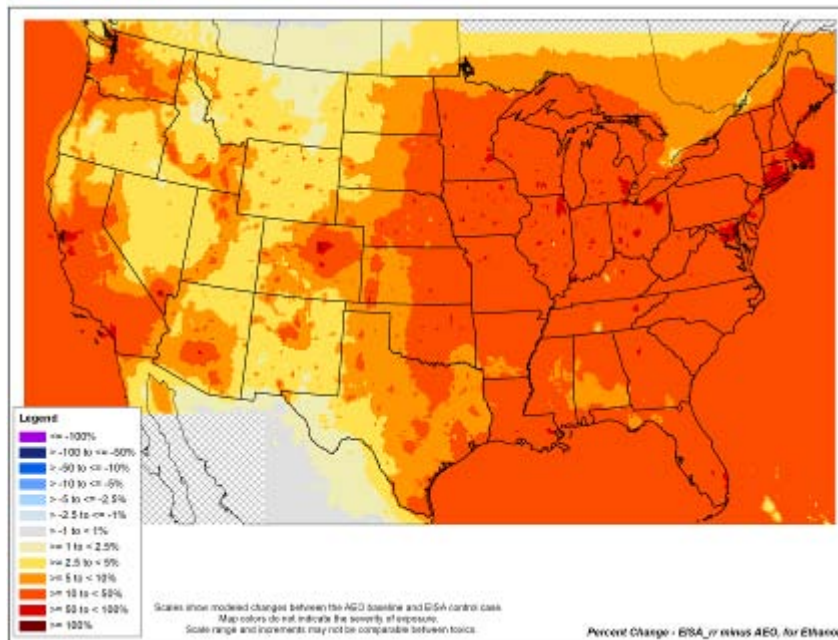 Legend
<= -100%
> -100 to <= -50%
> -50 to <= -10%
> -10 to <= -5%
> -5 to <= -2.5%
> -2.5 to <= -1%
> -1 to < 1%
>= 1 to < 2.5%
>= 2.5 to < 5%
>= 5 to < 10%
>= 10 to < 50%
>= 50 to < 100%
>= 100%
Scales show modeled changes between the AEO baseline and EISA control case
Map colors do not indicate the severity of exposure.
Scale range and increments may not be comparable between toxics.
Percent Change - EISA_rr minus AEO, for Ethano